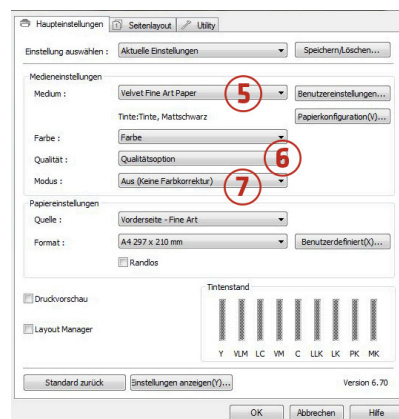 Haupteinstellungen Seitenlayout Utility
Einstellung auswählen : Aktuelle Einstellungen Speichern/Löschen...
Medieneinstellungen
Medium : Velvet Fine Art Paper 5 Benutzereinstellungen...
Tinte:Tinte, Mattschwarz Papierkonfiguration(V)...
Farbe : Farbe
Qualität : Qualitätsoption 6
Modus : Aus (Keine Farbkorrektur) 7
Papiereinstellungen
Quelle : Vorderseite - Fine Art
Format : A4 297 x 210 mm Benutzerdefiniert(X)...
Randlos
Tintenstand
Druckvorschau
Layout Manager
Y VLM LC VM C LLK LK PK MK
Standard zurück Einstellungen anzeigen(Y)... Version 6.70
OK Abbrechen Hilfe